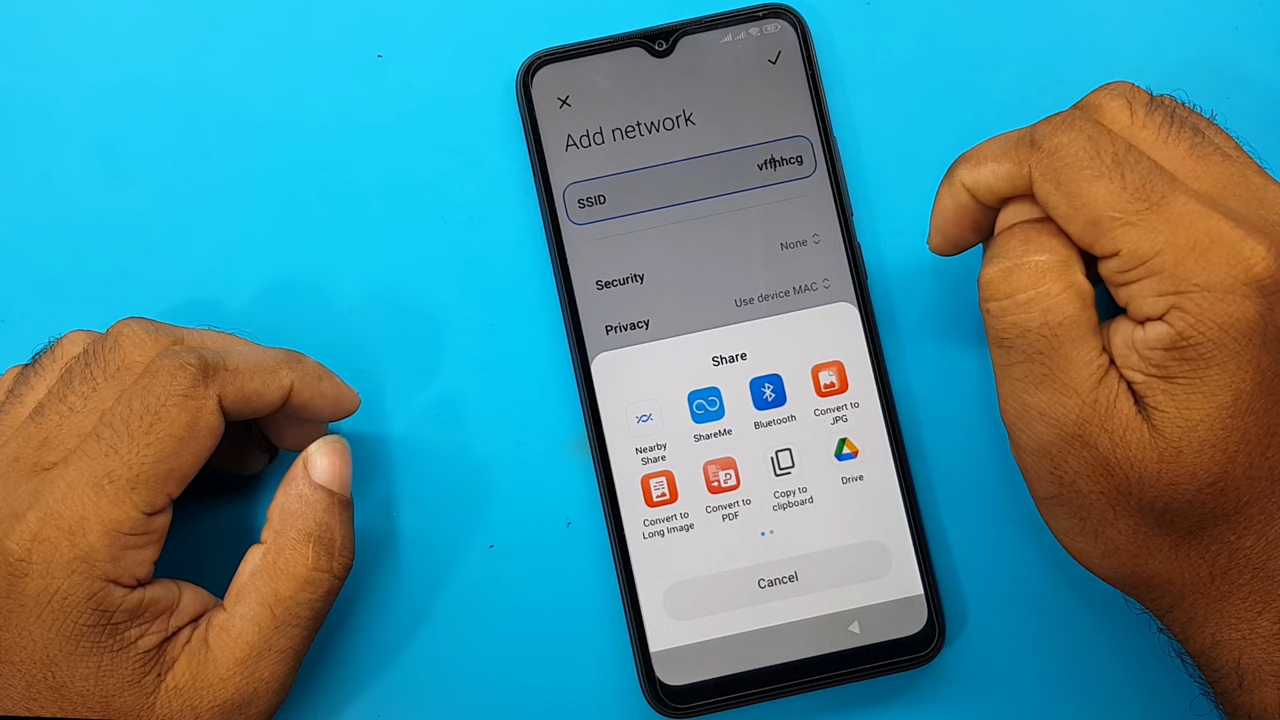 Add network
SSID
vffhhcg
Security
None
Privacy
Use device MAC
Share
Nearby
Share
ShareMe
Bluetooth
Convert to
JPG
Convert to
Long Image
Convert to
PDF
Copy to
clipboard
Drive
Cancel